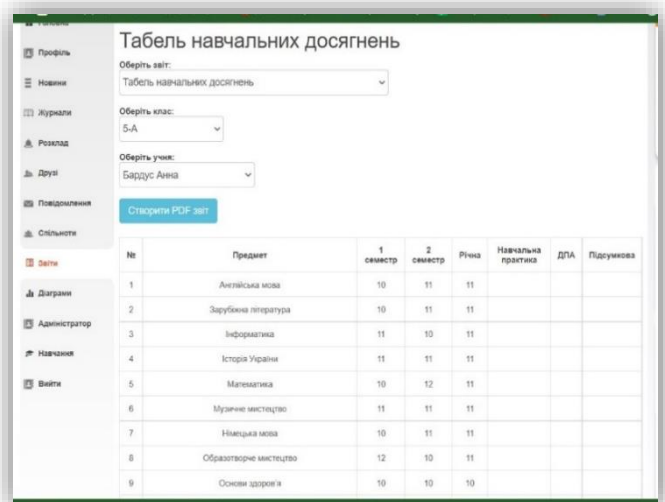 Головна
Профіль
Новини
Журнали
Розклад
Друзі
Повідомлення
Спільноти
Звіти
Діаграми
Адміністратор
Навчання
Вийти
Табель навчальних досягнень
Оберіть звіт:
Табель навчальних досягнень
Оберіть клас:
5-А
Оберіть учня:
Бардус Анна
Створити PDF звіт
№ Предмет 1 семестр 2 семестр Річна Навчальна практика ДПА Підсумкова
1 Англійська мова 10 11 11
2 Зарубіжна література 10 11 11
3 Інформатика 11 10 11
4 Історія України 11 11 11
5 Математика 10 12 11
6 Музичне мистецтво 11 11 11
7 Німецька мова 10 11 11
8 Образотворче мистецтво 12 10 11
9 Основи здоров'я 10 10 10